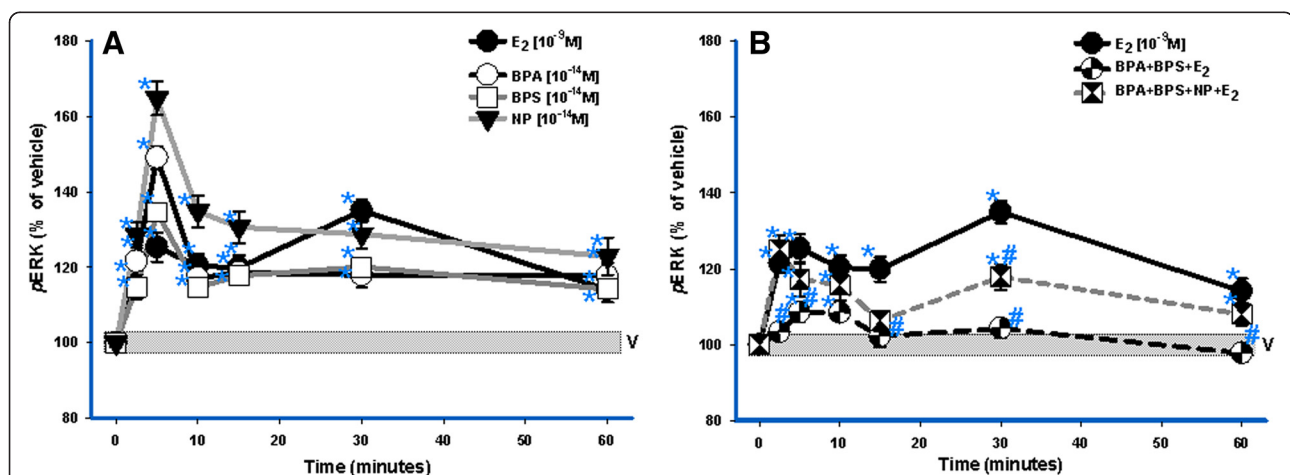 A
E₂ [10⁻⁹M]
BPA [10⁻¹⁴M]
BPS [10⁻¹⁴M]
NP [10⁻¹⁴M]
pERK (% of vehicle)
180
160
140
120
100
80
V
0 10 20 30 40 50 60
Time (minutes)
B
E₂ [10⁻⁹M]
BPA+BPS+E₂
BPA+BPS+NP+E₂
pERK (% of vehicle)
180
160
140
120
100
80
V
0 10 20 30 40 50 60
Time (minutes)